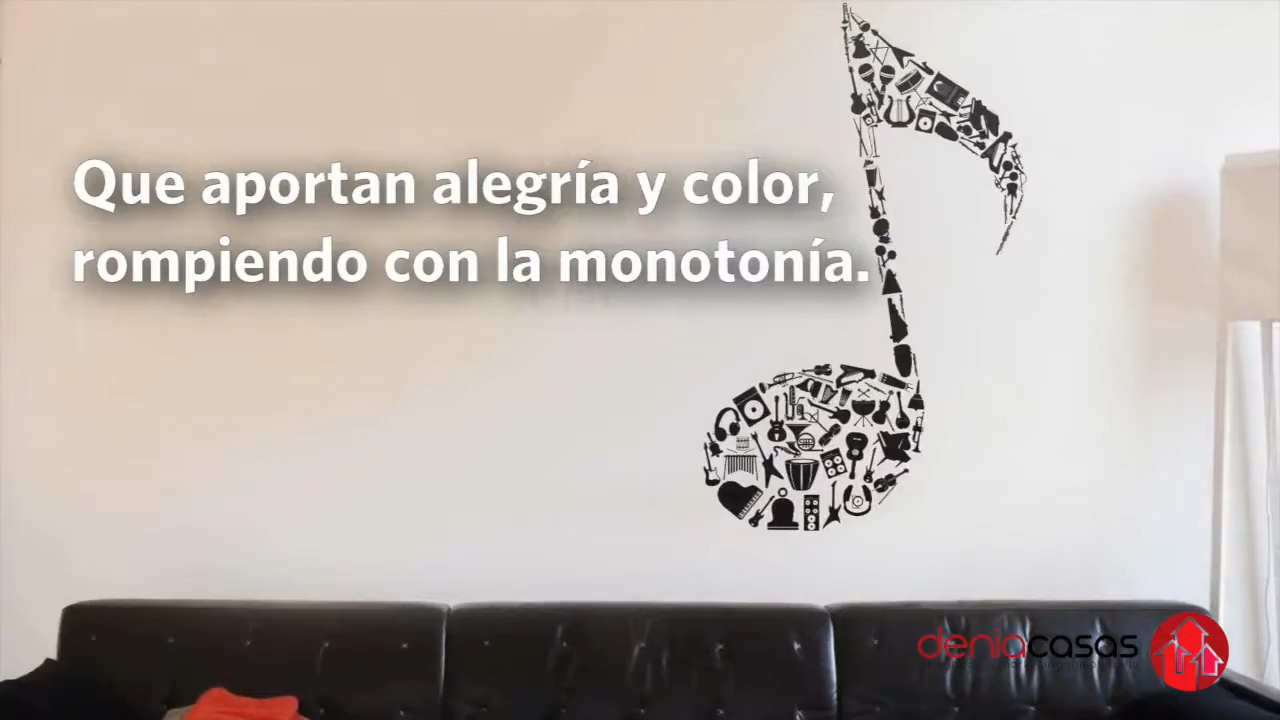 Que aportan alegría y color,
rompiendo con la monotonía.
deniacasas